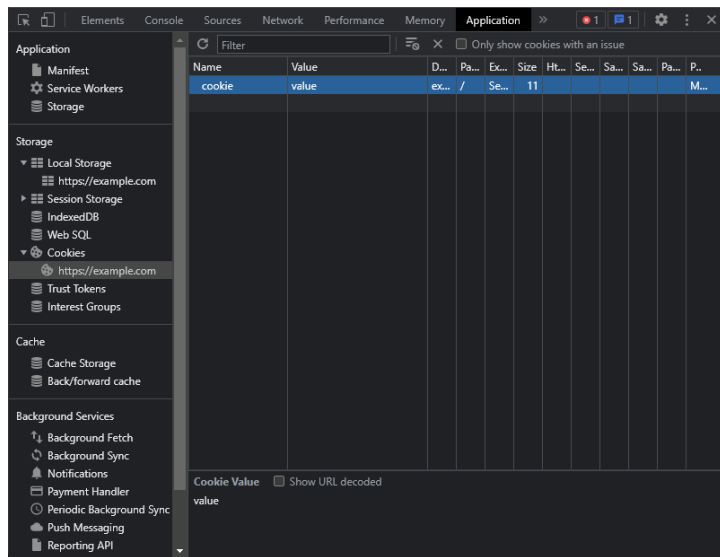 Elements Console Sources Network Performance Memory Application » 1 1
Application
Manifest
Service Workers
Storage
Storage
Local Storage
https://example.com
Session Storage
IndexedDB
Web SQL
Cookies
https://example.com
Trust Tokens
Interest Groups
Cache
Cache Storage
Back/forward cache
Background Services
Background Fetch
Background Sync
Notifications
Payment Handler
Periodic Background Sync
Push Messaging
Reporting API
Filter Only show cookies with an issue
Name Value D... Pa... Ex... Size Ht... Se... Sa... Sa... Pa... P..
cookie value ex... / Se... 11 M...
Cookie Value Show URL decoded
value